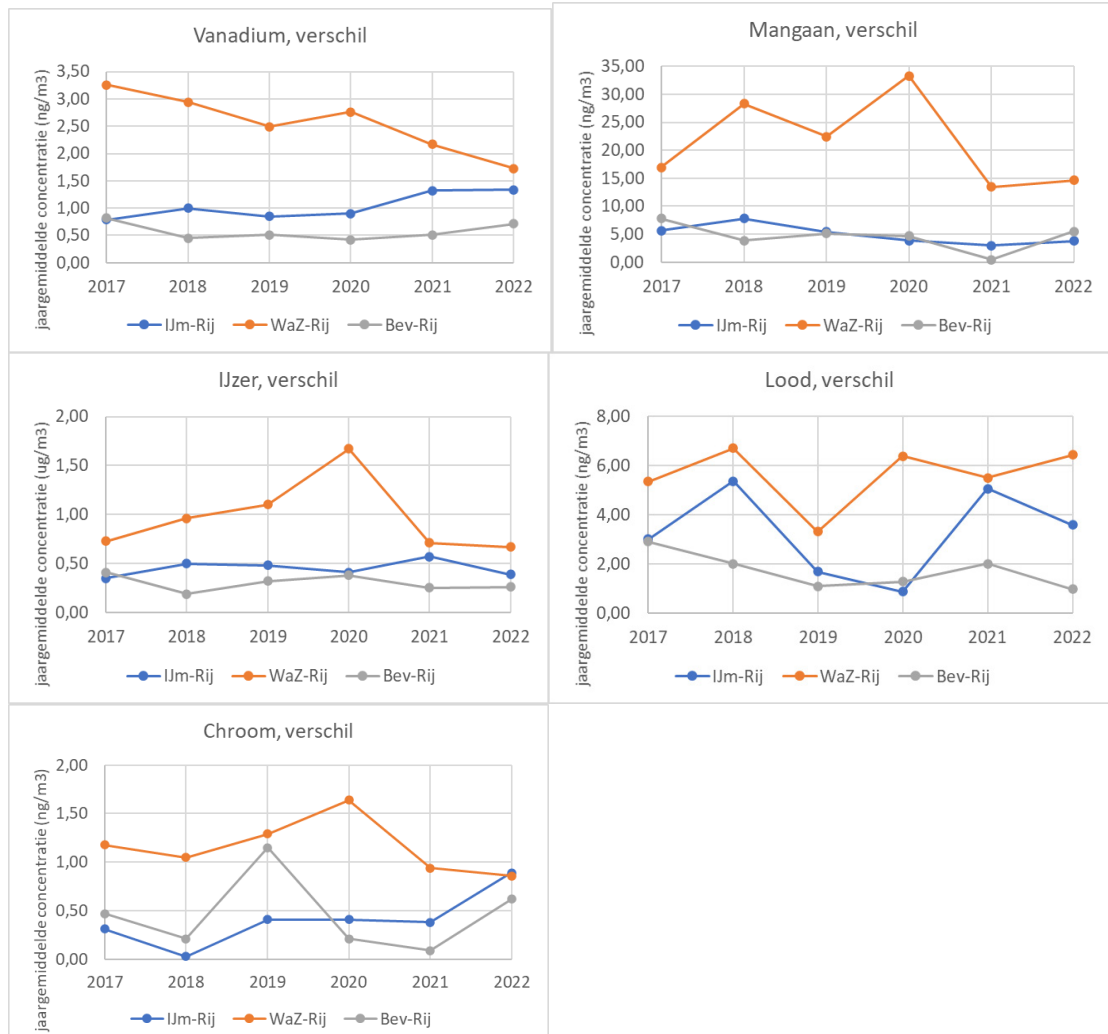 Vanadium, verschil
jaargemiddelde concentratie (ng/m3)
3,50
3,00
2,50
2,00
1,50
1,00
0,50
0,00
2017 2018 2019 2020 2021 2022
IJm-Rij WaZ-Rij Bev-Rij
Mangaan, verschil
jaargemiddelde concentratie (ng/m3)
35,00
30,00
25,00
20,00
15,00
10,00
5,00
0,00
2017 2018 2019 2020 2021 2022
IJm-Rij WaZ-Rij Bev-Rij
IJzer, verschil
jaargemiddelde concentratie (ug/m3)
2,00
1,50
1,00
0,50
0,00
2017 2018 2019 2020 2021 2022
IJm-Rij WaZ-Rij Bev-Rij
Lood, verschil
jaargemiddelde concentratie (ng/m3)
8,00
6,00
4,00
2,00
0,00
2017 2018 2019 2020 2021 2022
IJm-Rij WaZ-Rij Bev-Rij
Chroom, verschil
jaargemiddelde concentratie (ng/m3)
2,00
1,50
1,00
0,50
0,00
2017 2018 2019 2020 2021 2022
IJm-Rij WaZ-Rij Bev-Rij